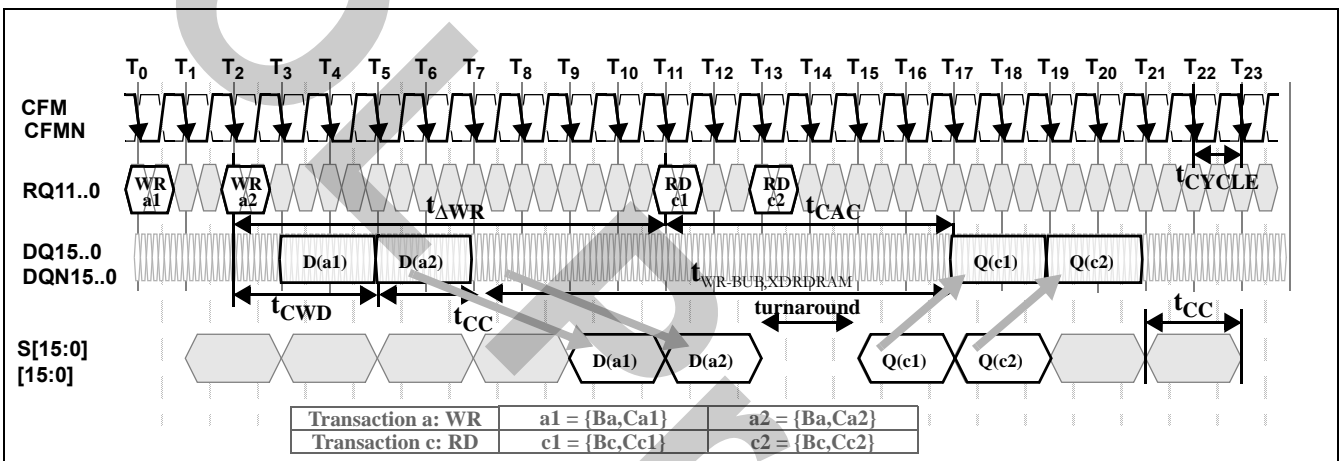 T0 T1 T2 T3 T4 T5 T6 T7 T8 T9 T10 T11 T12 T13 T14 T15 T16 T17 T18 T19 T20 T21 T22 T23
CFM
CFMN
RQ11..0
WR a1
WR a2
RD c1
RD c2
tCYCLE
tΔWR
tCAC
DQ15..0
DQN15..0
D(a1)
D(a2)
Q(c1)
Q(c2)
tCWD
tCC
tWR-BUB,XDRDRAM
turnaround
tCC
S[15:0]
[15:0]
D(a1)
D(a2)
Q(c1)
Q(c2)
Transaction a: WR a1 = {Ba,Ca1} a2 = {Ba,Ca2}
Transaction c: RD c1 = {Bc,Cc1} c2 = {Bc,Cc2}